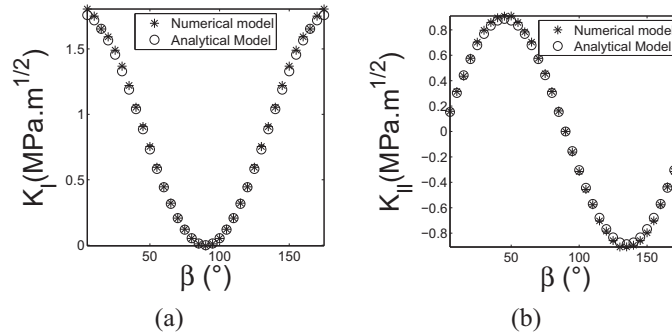 Numerical model
Analytical Model
K_I(MPa.m^1/2)
1.5
1
0.5
0
50 100 150
β (°)
(a)
Numerical model
Analytical Model
K_II(MPa.m^1/2)
0.8
0.6
0.4
0.2
0
-0.2
-0.4
-0.6
-0.8
50 100 150
β (°)
(b)